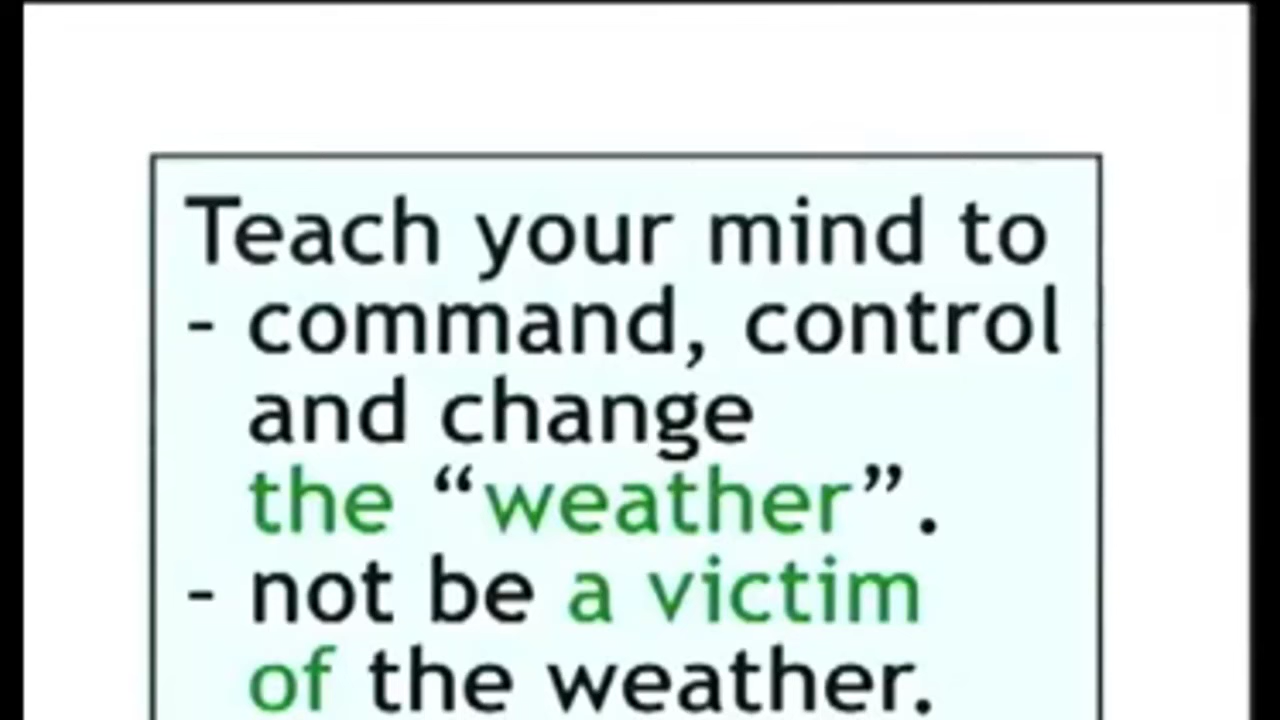 Teach your mind to
- command, control
and change
the “weather”.
- not be a victim
of the weather.